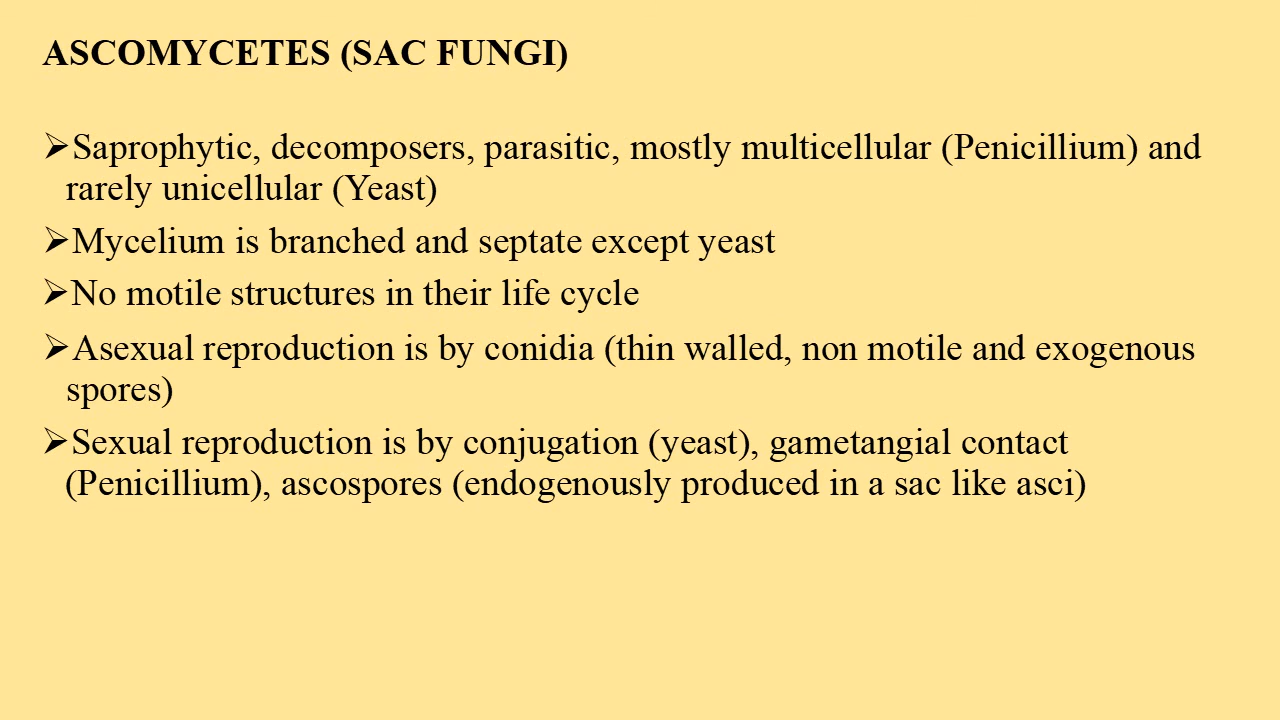 ASCOMYCETES (SAC FUNGI)
➢Saprophytic, decomposers, parasitic, mostly multicellular (Penicillium) and
rarely unicellular (Yeast)
➢Mycelium is branched and septate except yeast
➢No motile structures in their life cycle
➢Asexual reproduction is by conidia (thin walled, non motile and exogenous
spores)
➢Sexual reproduction is by conjugation (yeast), gametangial contact
(Penicillium), ascospores (endogenously produced in a sac like asci)